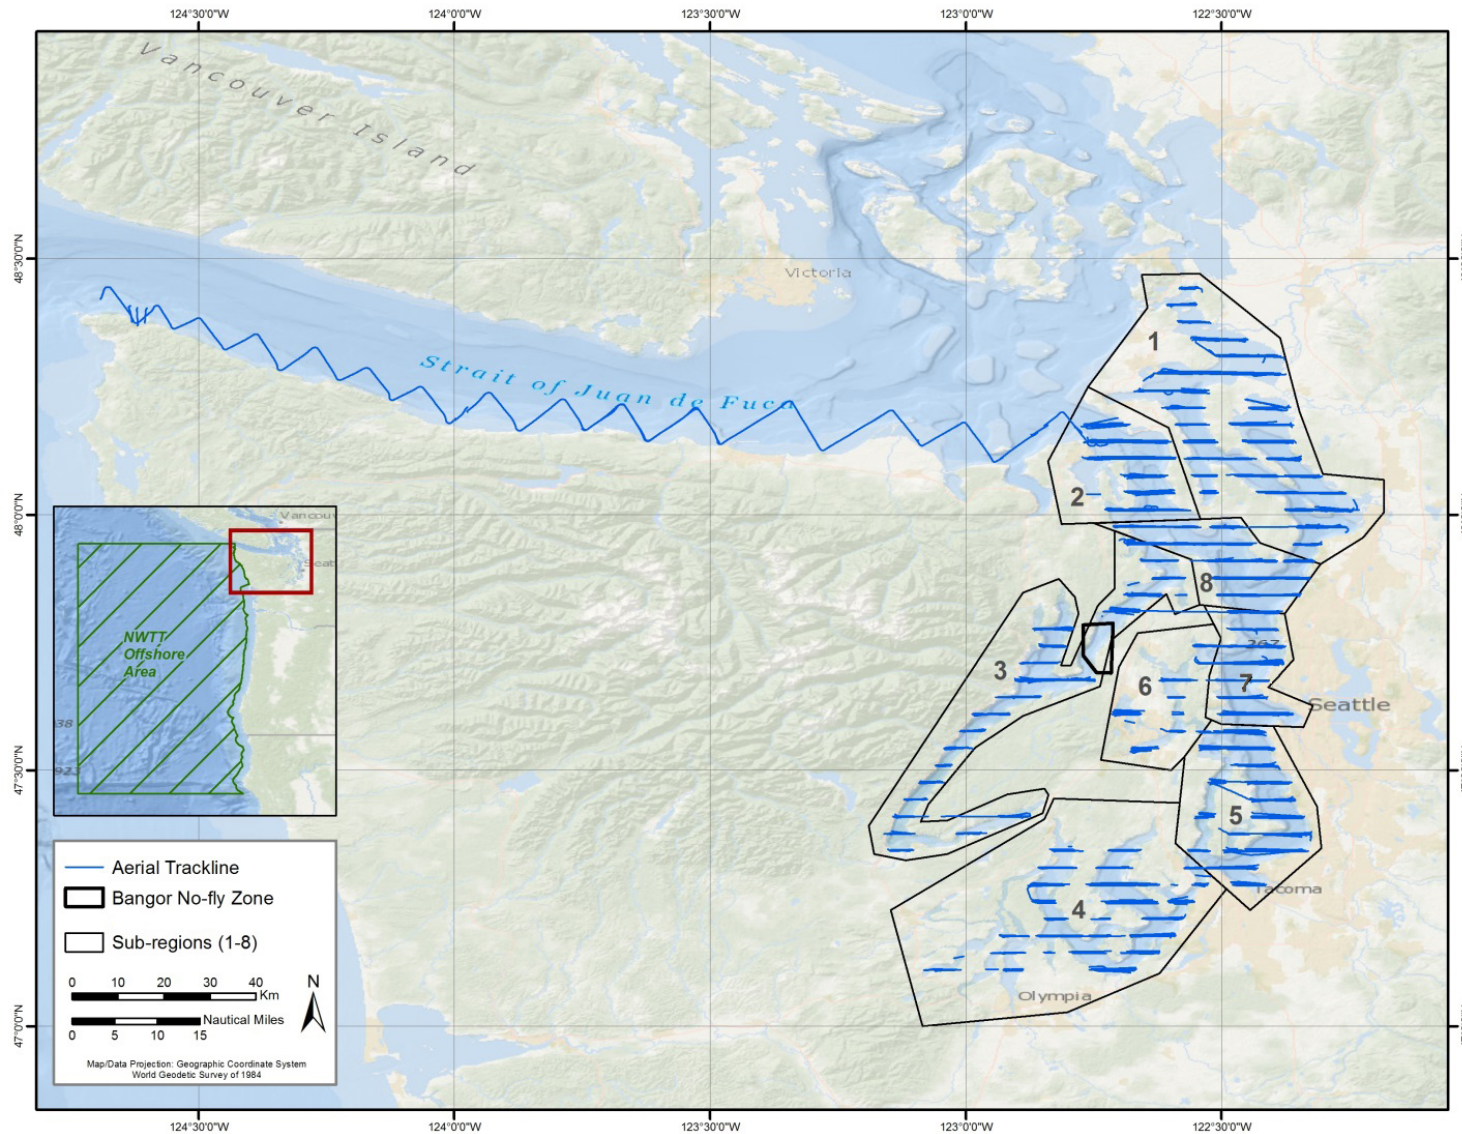 124°30'0"W
124°0'0"W
123°30'0"W
123°0'0"W
122°30'0"W
Vancouver Island
Victoria
48°30'0"N
Strait of Juan de Fuca
1
2
48°0'0"N
8
3
6
7
267
Seattle
47°30'0"N
5
Tacoma
4
Olympia
47°0'0"N
Vancou
Seat
NWTT
Offshore
Area
38
92
Aerial Trackline
Bangor No-fly Zone
Sub-regions (1-8)
N
0 10 20 30 40
Km
Nautical Miles
0 5 10 15
Map/Data Projection: Geographic Coordinate System
World Geodetic Survey of 1984
124°30'0"W
124°0'0"W
123°30'0"W
123°0'0"W
122°30'0"W